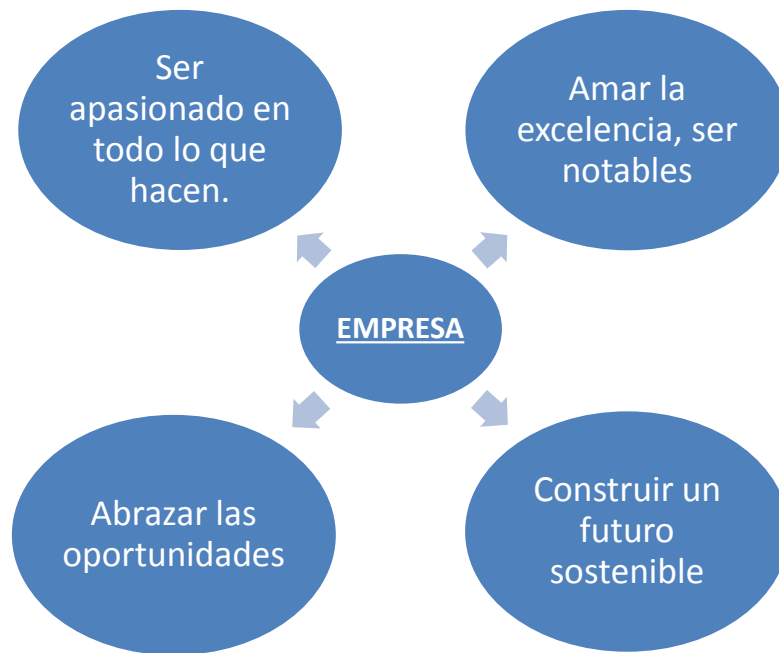 Ser
apasionado en
todo lo que
hacen.
Amar la
excelencia, ser
notables
EMPRESA
Abrazar las
oportunidades
Construir un
futuro
sostenible